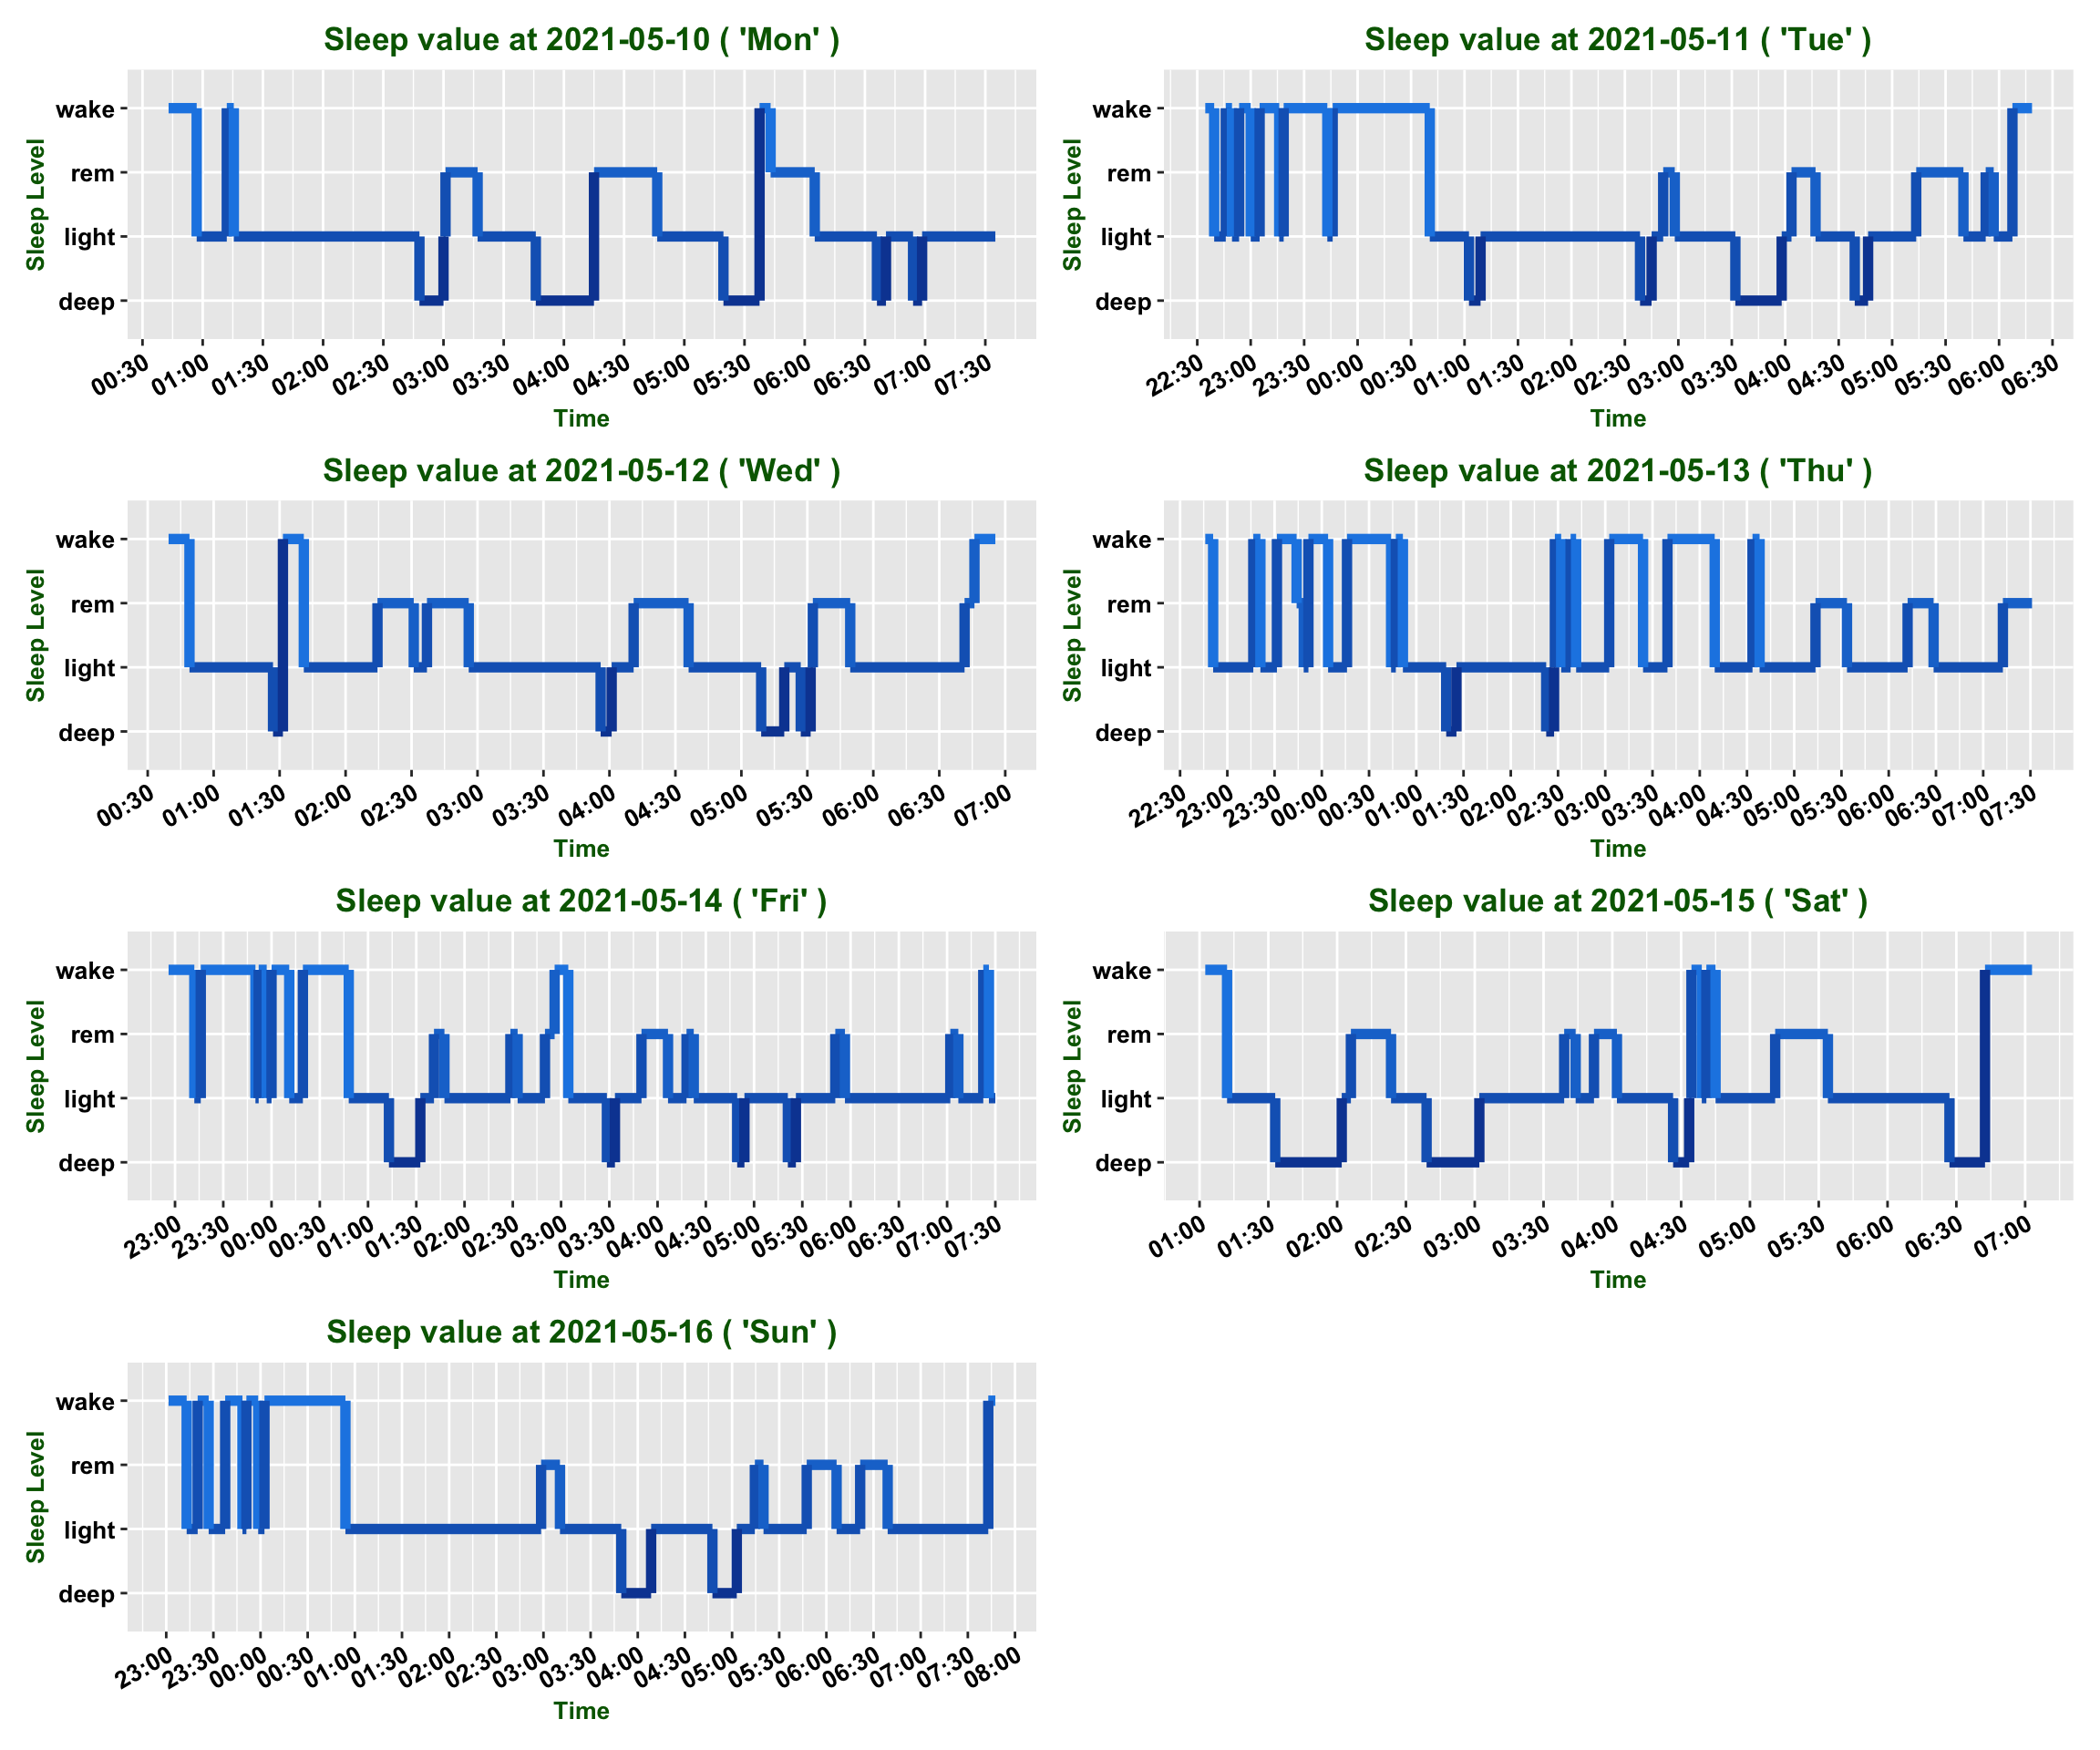 Sleep value at 2021-05-10 ( 'Mon' )
Sleep Level
wake
rem
light
deep
00:30 01:00 01:30 02:00 02:30 03:00 03:30 04:00 04:30 05:00 05:30 06:00 06:30 07:00 07:30
Time
Sleep value at 2021-05-11 ( 'Tue' )
Sleep Level
wake
rem
light
deep
22:30 23:00 23:30 00:00 00:30 01:00 01:30 02:00 02:30 03:00 03:30 04:00 04:30 05:00 05:30 06:00 06:30
Time
Sleep value at 2021-05-12 ( 'Wed' )
Sleep Level
wake
rem
light
deep
00:30 01:00 01:30 02:00 02:30 03:00 03:30 04:00 04:30 05:00 05:30 06:00 06:30 07:00
Time
Sleep value at 2021-05-13 ( 'Thu' )
Sleep Level
wake
rem
light
deep
22:30 23:00 23:30 00:00 00:30 01:00 01:30 02:00 02:30 03:00 03:30 04:00 04:30 05:00 05:30 06:00 06:30 07:00 07:30
Time
Sleep value at 2021-05-14 ( 'Fri' )
Sleep Level
wake
rem
light
deep
23:00 23:30 00:00 00:30 01:00 01:30 02:00 02:30 03:00 03:30 04:00 04:30 05:00 05:30 06:00 06:30 07:00 07:30
Time
Sleep value at 2021-05-15 ( 'Sat' )
Sleep Level
wake
rem
light
deep
01:00 01:30 02:00 02:30 03:00 03:30 04:00 04:30 05:00 05:30 06:00 06:30 07:00
Time
Sleep value at 2021-05-16 ( 'Sun' )
Sleep Level
wake
rem
light
deep
23:00 23:30 00:00 00:30 01:00 01:30 02:00 02:30 03:00 03:30 04:00 04:30 05:00 05:30 06:00 06:30 07:00 07:30 08:00
Time